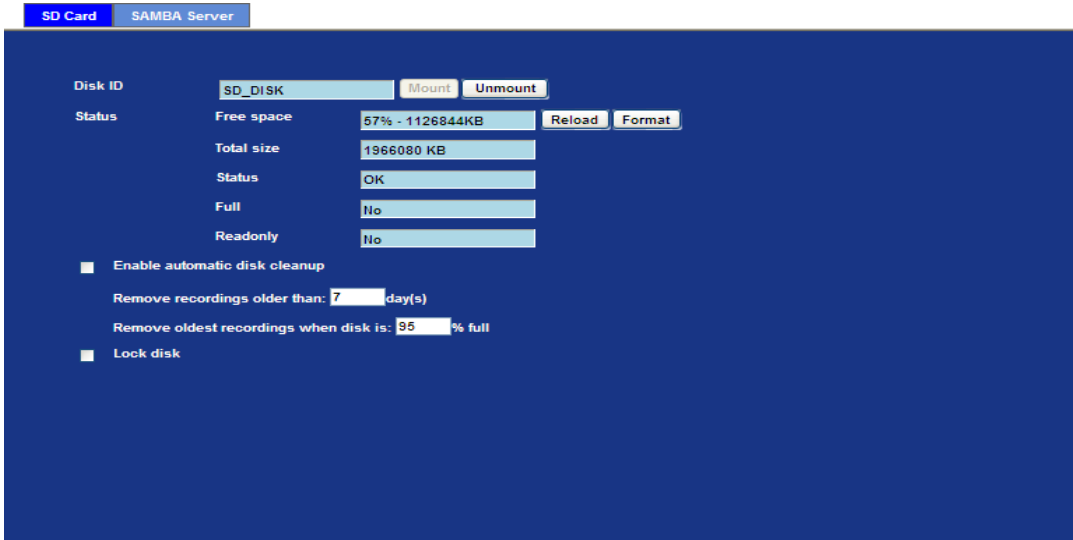 SD Card SAMBA Server
Disk ID SD_DISK Mount Unmount
Status Free space 57% - 1126844KB Reload Format
Total size 1966080 KB
Status OK
Full No
Readonly No
Enable automatic disk cleanup
Remove recordings older than: 7 day(s)
Remove oldest recordings when disk is: 95 % full
Lock disk